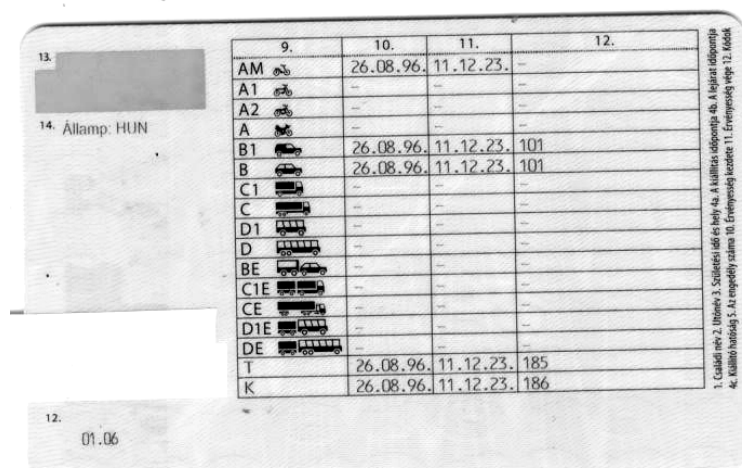 13.
14. Államp: HUN
9. 10. 11. 12.
AM 26.08.96. 11.12.23. –
A1 – – –
A2 – – –
A – – –
B1 26.08.96. 11.12.23. 101
B 26.08.96. 11.12.23. 101
C1 – – –
C – – –
D1 – – –
D – – –
BE – – –
C1E – – –
CE – – –
D1E – – –
DE – – –
T 26.08.96. 11.12.23. 185
K 26.08.96. 11.12.23. 186
12.
01.06
1. Családi név 2. Utónév 3. Születési idő és hely 4a. A kiállítás időpontja 4b. A lejárat időpontja
4c. Kiállító hatóság 5. Az engedély száma 10. Érvényesség kezdete 11. Érvényesség vége 12. Kódok